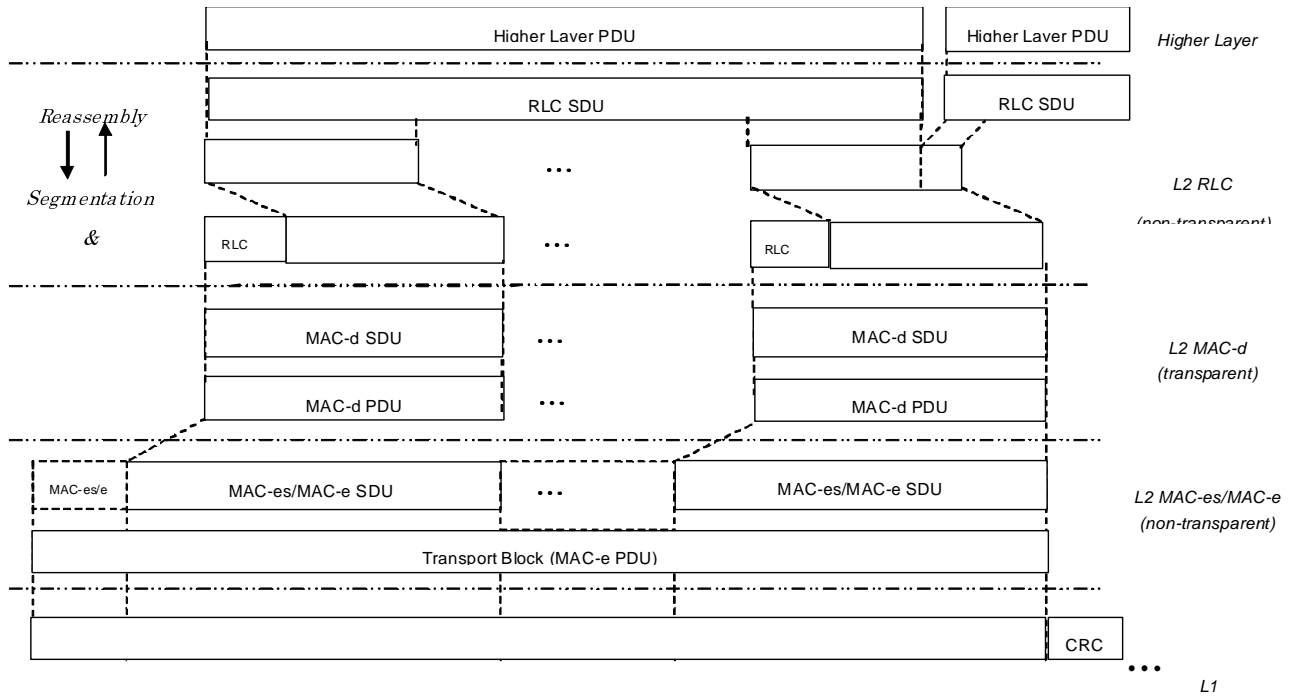 Higher Layer PDU
Higher Layer PDU
Higher Layer
RLC SDU
RLC SDU
Reassembly
...
Segmentation
L2 RLC
(non-transparent)
&
RLC
...
RLC
MAC-d SDU
...
MAC-d SDU
L2 MAC-d
(transparent)
MAC-d PDU
...
MAC-d PDU
MAC-es/e
MAC-es/MAC-e SDU
...
MAC-es/MAC-e SDU
L2 MAC-es/MAC-e
(non-transparent)
Transport Block (MAC-e PDU)
CRC
...
L1